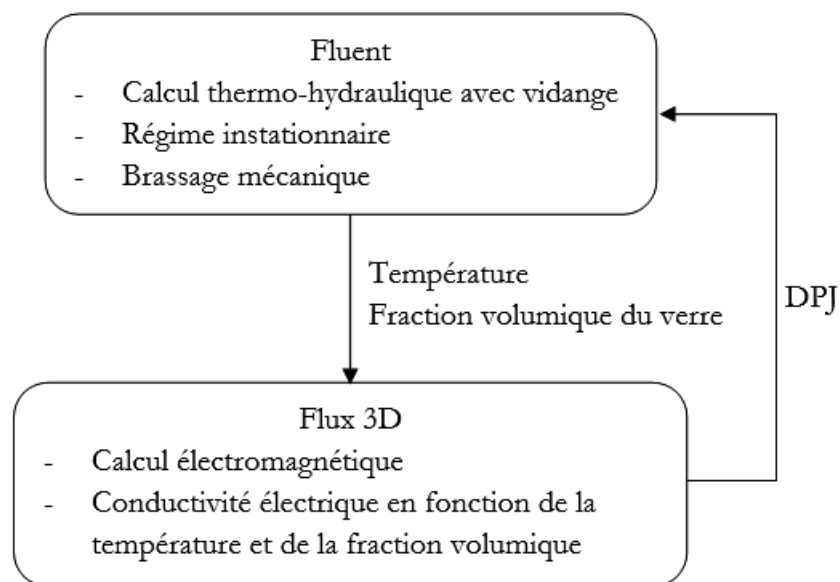 Fluent
- Calcul thermo-hydraulique avec vidange
- Régime instationnaire
- Brassage mécanique
Température
Fraction volumique du verre
DPJ
Flux 3D
- Calcul électromagnétique
- Conductivité électrique en fonction de la
température et de la fraction volumique